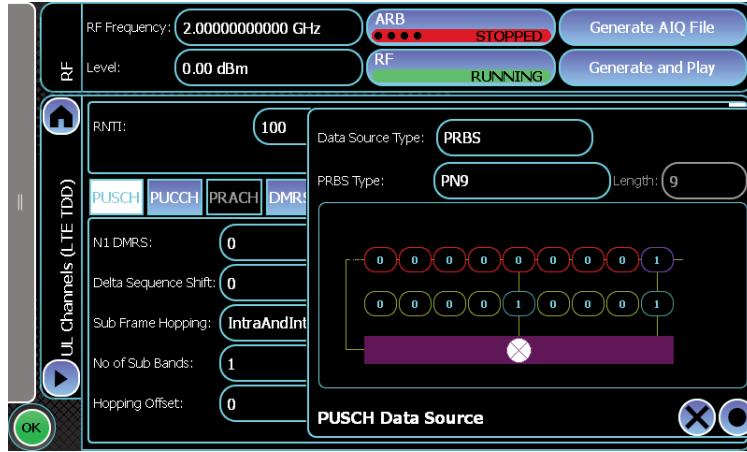 RF
RF Frequency: 2.00000000000 GHz
Level: 0.00 dBm
ARB
STOPPED
RF
RUNNING
Generate AIQ File
Generate and Play
UL Channels (LTE TDD)
RNTI: 100
PUSCH PUCCH PRACH DMRS
N1 DMRS: 0
Delta Sequence Shift: 0
Sub Frame Hopping: IntraAndInt
No of Sub Bands: 1
Hopping Offset: 0
Data Source Type: PRBS
PRBS Type: PN9 Length: 9
0 0 0 0 0 0 0 0 1
0 0 0 0 1 0 0 0 1
PUSCH Data Source
OK